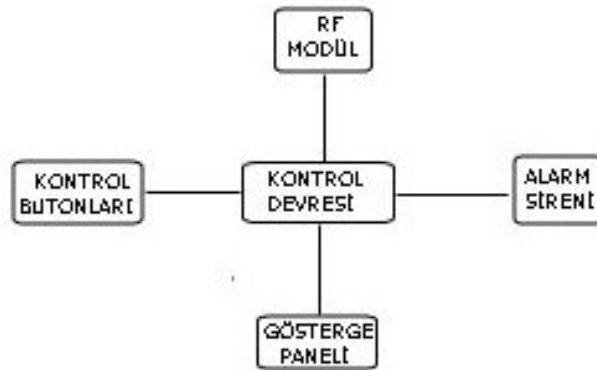 RF
MODÜL
KONTROL
BUTONLARI
KONTROL
DEVRESİ
ALARM
SİRENİ
GÖSTERGE
PANELİ